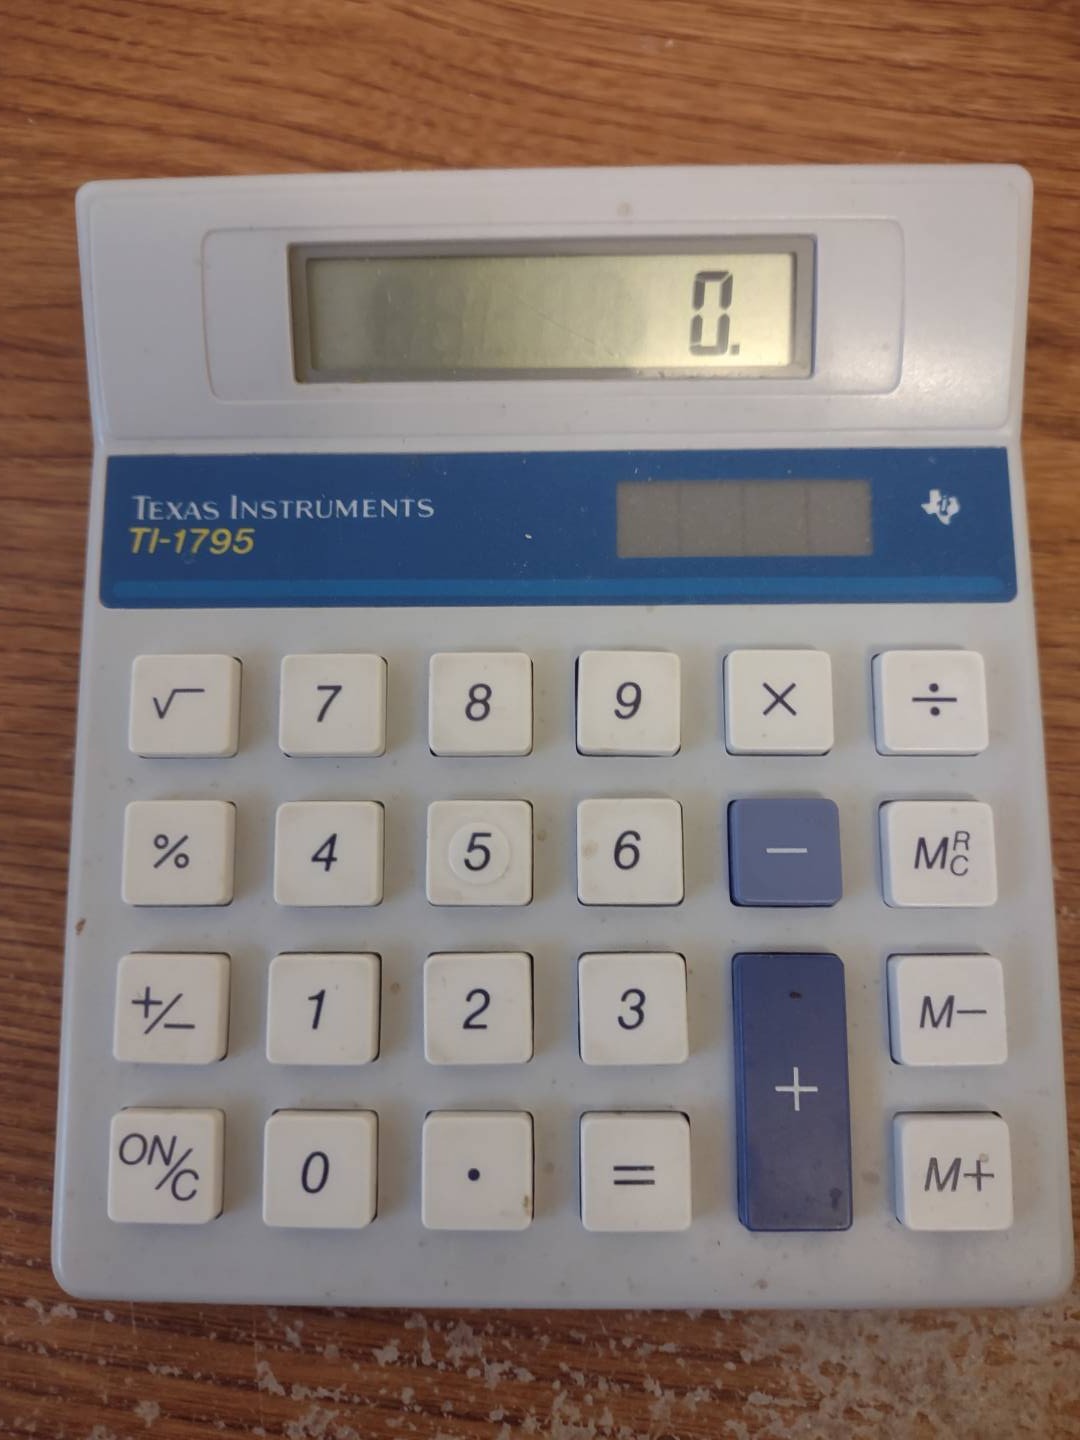 0.
TEXAS INSTRUMENTS
TI-1795
√ 7 8 9 × ÷
% 4 5 6 − MRC
+/− 1 2 3 + M−
ON/C 0 . = M+